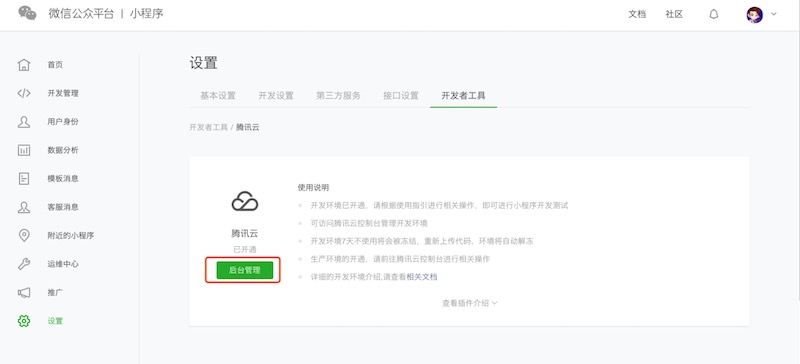 微信公众平台 | 小程序
文档 社区
首页
开发管理
用户身份
数据分析
模板消息
客服消息
附近的小程序
运维中心
推广
设置
设置
基本设置 开发设置 第三方服务 接口设置 开发者工具
开发者工具 / 腾讯云
腾讯云
已开通
后台管理
使用说明
开发环境已开通，请根据使用指引进行相关操作，即可进行小程序开发测试
可访问腾讯云控制台管理开发环境
开发环境7天不使用将会被冻结，重新上传代码，环境将自动解冻
生产环境的开通，请前往腾讯云控制台进行相关操作
详细的开发环境介绍,请查看相关文档
查看插件介绍